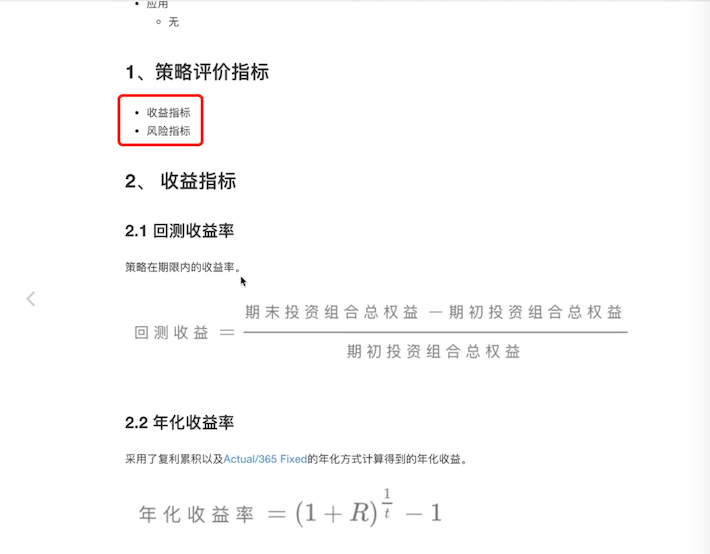 应用
无
1、策略评价指标
收益指标
风险指标
2、 收益指标
2.1 回测收益率
策略在期限内的收益率。
回测收益 = (期末投资组合总权益 − 期初投资组合总权益) / 期初投资组合总权益
2.2 年化收益率
采用了复利累积以及Actual/365 Fixed的年化方式计算得到的年化收益。
年化收益率 = (1 + R)^(1/t) − 1